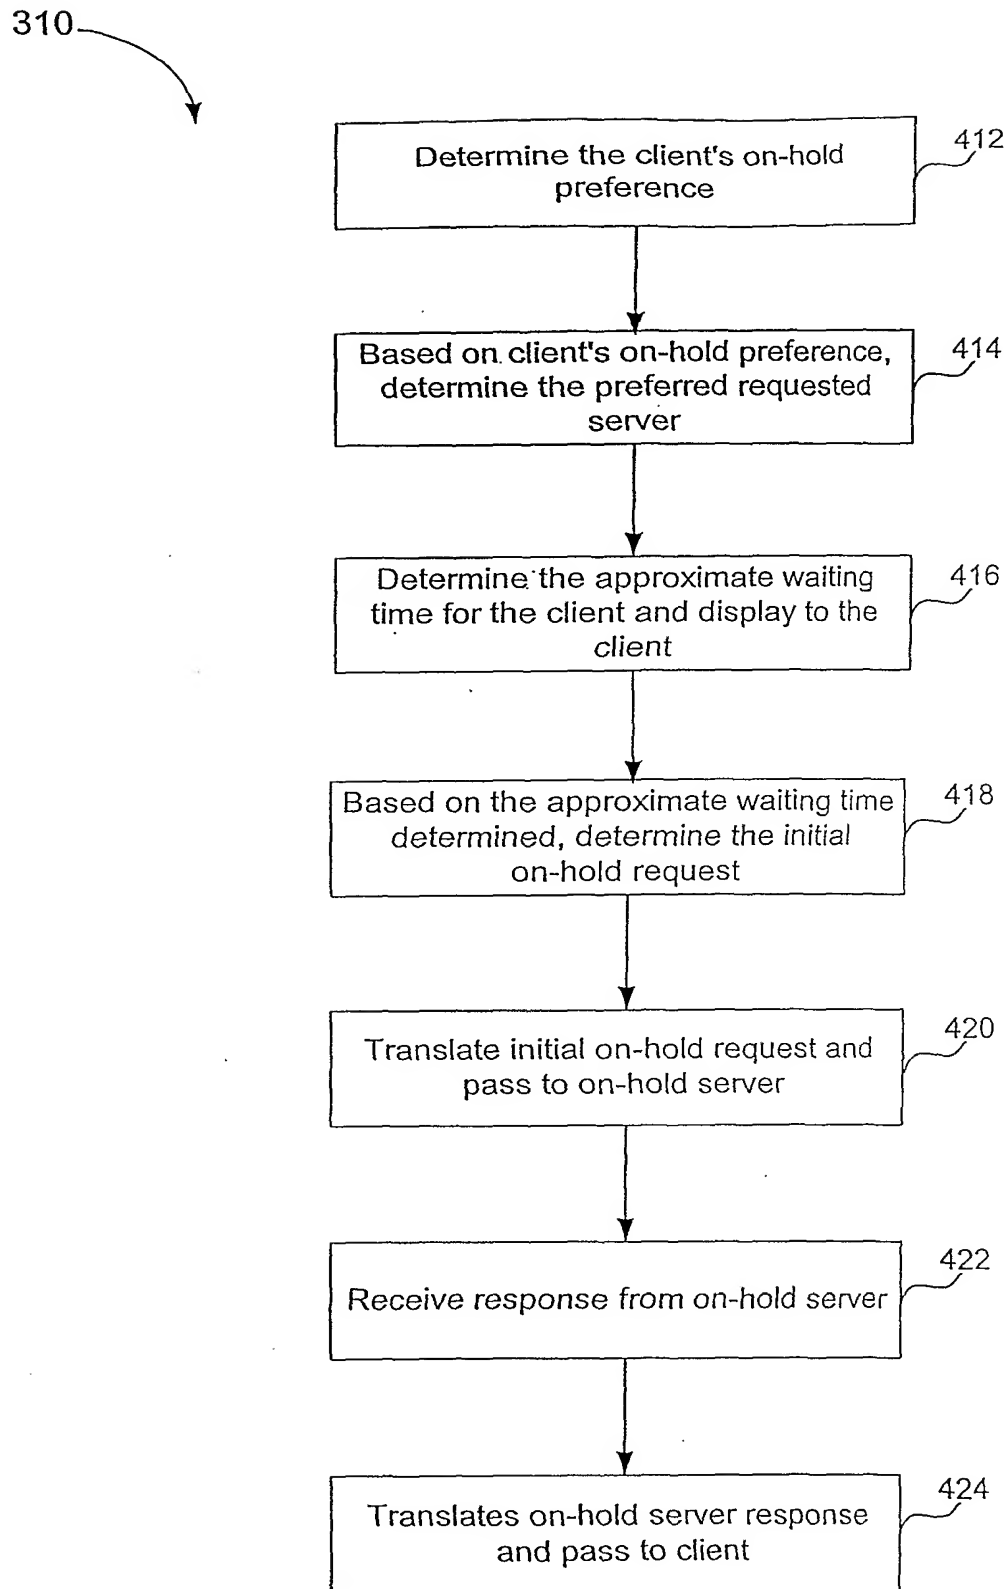 310
412
Determine the client's on-hold
preference
414
Based on client's on-hold preference,
determine the preferred requested
server
416
Determine the approximate waiting
time for the client and display to the
client
418
Based on the approximate waiting time
determined, determine the initial
on-hold request
420
Translate initial on-hold request and
pass to on-hold server
422
Receive response from on-hold server
424
Translates on-hold server response
and pass to client